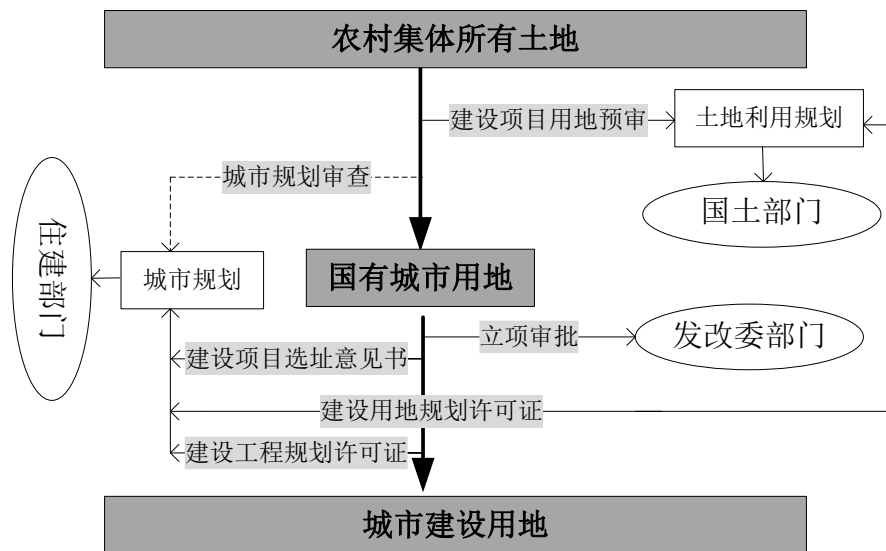 农村集体所有土地
建设项目用地预审
土地利用规划
城市规划审查
国土部门
住建部门
城市规划
国有城市用地
立项审批
发改委部门
建设项目选址意见书
建设用地规划许可证
建设工程规划许可证
城市建设用地